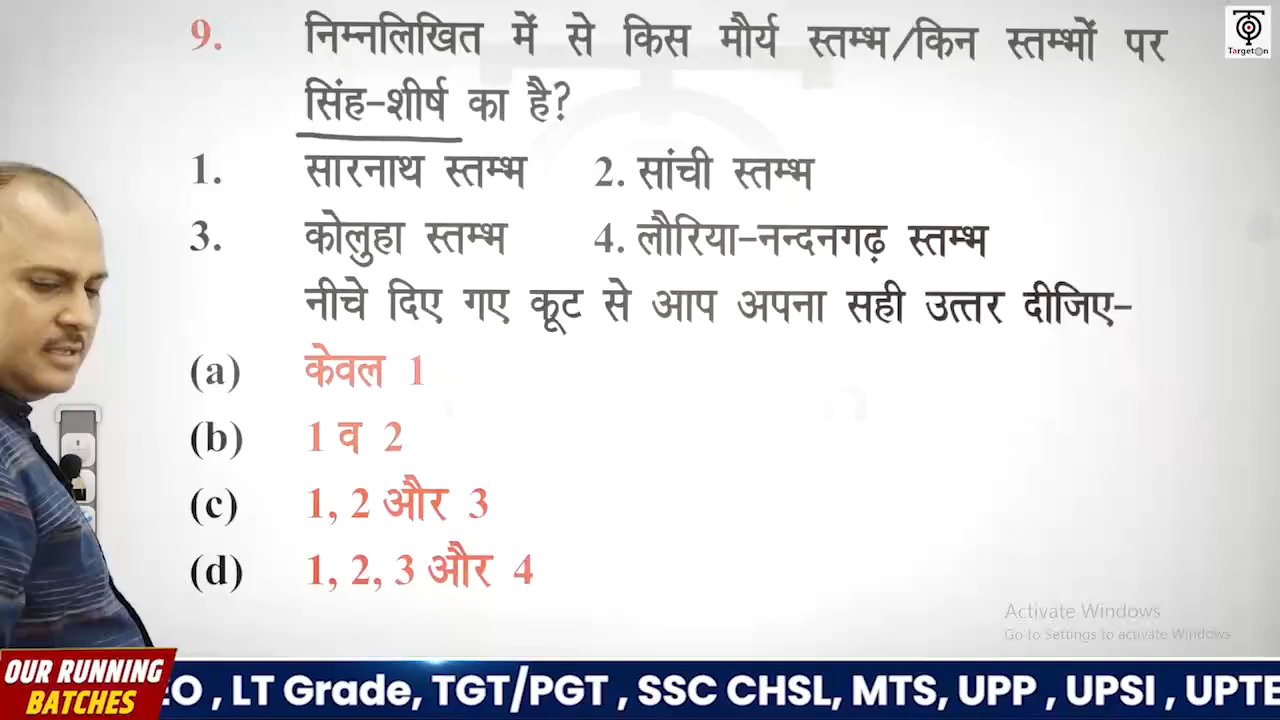 9. निम्नलिखित में से किस मौर्य स्तम्भ/किन स्तम्भों पर
सिंह-शीर्ष का है?
1. सारनाथ स्तम्भ 2. सांची स्तम्भ
3. कोलुहा स्तम्भ 4. लौरिया-नन्दनगढ़ स्तम्भ
नीचे दिए गए कूट से आप अपना सही उत्तर दीजिए-
(a) केवल 1
(b) 1 व 2
(c) 1, 2 और 3
(d) 1, 2, 3 और 4
TargetOn
Activate Windows
Go to Settings to activate Windows.
OUR RUNNING
BATCHES
EO , LT Grade, TGT/PGT , SSC CHSL, MTS, UPP , UPSI , UPTE